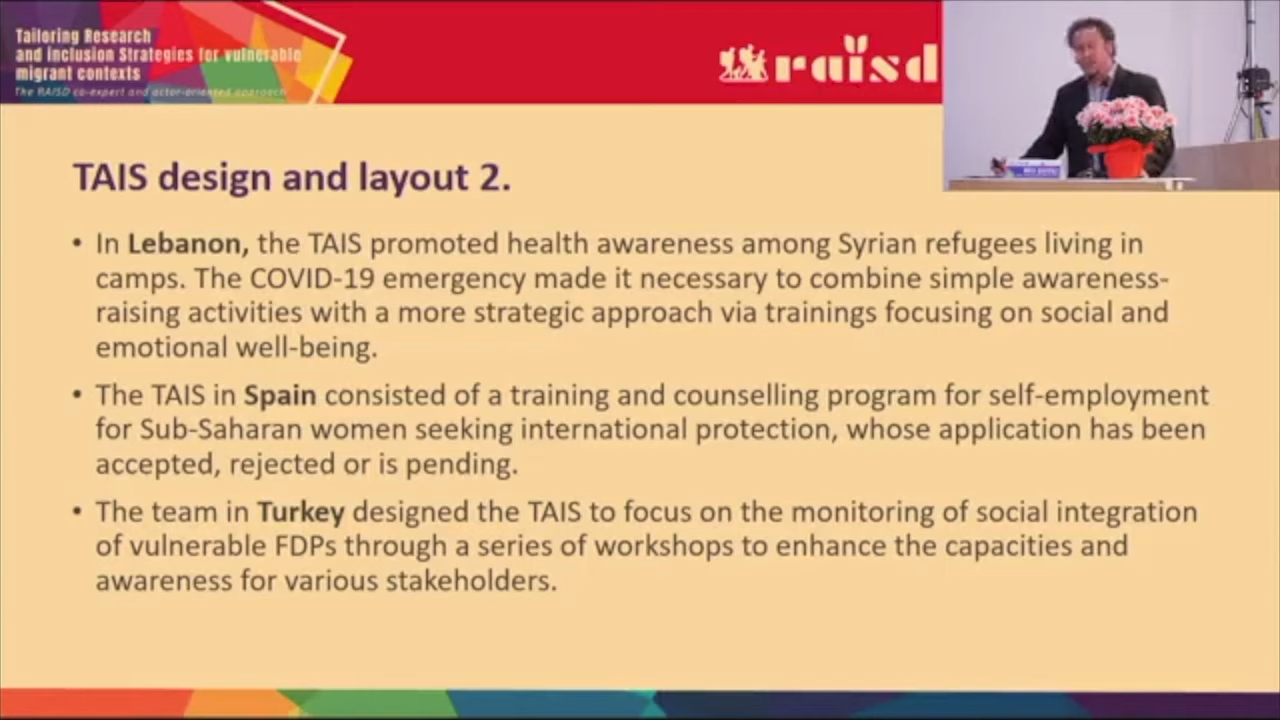 Tailoring Research
and Inclusion Strategies for vulnerable
migrant contexts
The RAISD co-expert and actor-oriented approach
raisd
TAIS design and layout 2.
• In Lebanon, the TAIS promoted health awareness among Syrian refugees living in
camps. The COVID-19 emergency made it necessary to combine simple awareness-
raising activities with a more strategic approach via trainings focusing on social and
emotional well-being.
• The TAIS in Spain consisted of a training and counselling program for self-employment
for Sub-Saharan women seeking international protection, whose application has been
accepted, rejected or is pending.
• The team in Turkey designed the TAIS to focus on the monitoring of social integration
of vulnerable FDPs through a series of workshops to enhance the capacities and
awareness for various stakeholders.